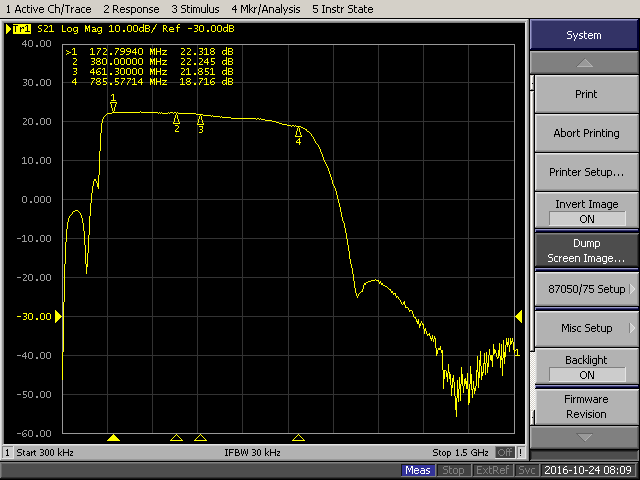 1 Active Ch/Trace 2 Response 3 Stimulus 4 Mkr/Analysis 5 Instr State
Tr1 S21 Log Mag 10.00dB/ Ref -30.00dB
40.00
30.00
20.00
10.00
0.000
-10.00
-20.00
-30.00
-40.00
-50.00
-60.00
>1 172.79940 MHz 22.318 dB
2 380.00000 MHz 22.245 dB
3 461.30000 MHz 21.851 dB
4 785.57714 MHz 18.716 dB
1
2
3
4
1
1 Start 300 kHz IFBW 30 kHz Stop 1.5 GHz Off !
System
Print
Abort Printing
Printer Setup...
Invert Image
ON
Dump
Screen Image...
87050/75 Setup
Misc Setup
Backlight
ON
Firmware
Revision
Meas Stop ExtRef Svc 2016-10-24 08:09